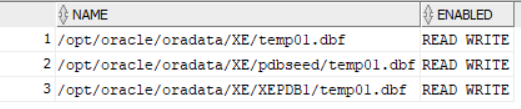 NAME ENABLED
1 /opt/oracle/oradata/XE/temp01.dbf READ WRITE
2 /opt/oracle/oradata/XE/pdbseed/temp01.dbf READ WRITE
3 /opt/oracle/oradata/XE/XEPDB1/temp01.dbf READ WRITE